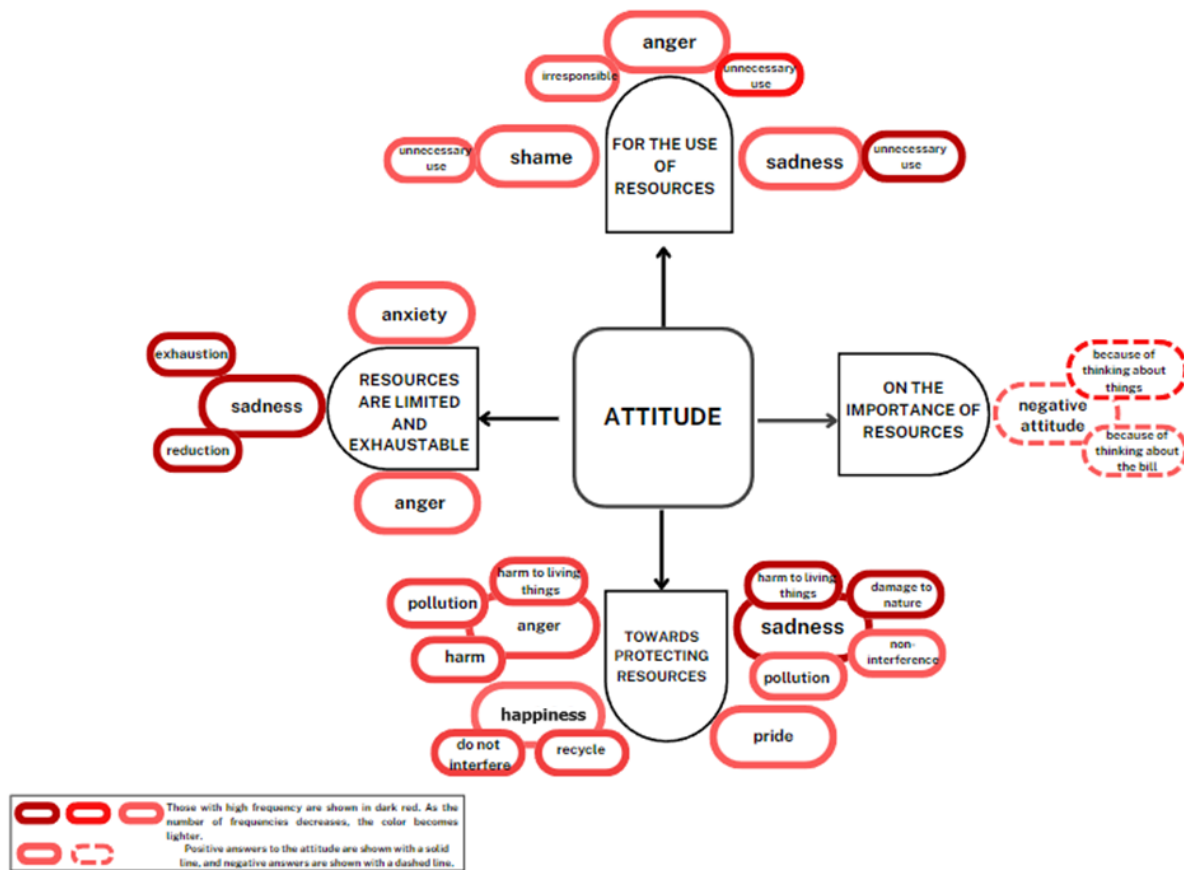 anger
irresponsible
unnecessary
use
FOR THE USE
OF
RESOURCES
unnecessary
use
shame
sadness
unnecessary
use
anxiety
exhaustion
sadness
reduction
RESOURCES
ARE LIMITED
AND
EXHAUSTABLE
anger
ATTITUDE
ON THE
IMPORTANCE OF
RESOURCES
negative
attitude
because of
thinking about
things
because of
thinking about
the bill
harm to living
things
pollution
anger
harm
happiness
do not
interfere
recycle
TOWARDS
PROTECTING
RESOURCES
harm to living
things
damage to
nature
sadness
non-
interference
pollution
pride
Those with high frequency are shown in dark red. As the
number of frequencies decreases, the color becomes
lighter.
Positive answers to the attitude are shown with a solid
line, and negative answers are shown with a dashed line.